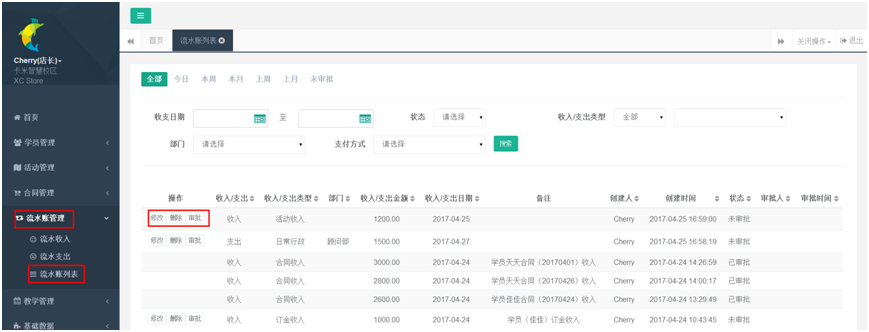 首页 流水账列表 关闭操作 退出
Cherry(店长)
卡米智慧校区
XC Store
首页
学员管理
活动管理
合同管理
流水账管理
流水收入
流水支出
流水账列表
教学管理
基础数据
全部 今日 本周 本月 上周 上月 未审批
收支日期 至 状态 请选择 收入/支出类型 全部
部门 请选择 支付方式 请选择 搜索
操作 收入/支出 收入/支出类型 部门 收入/支出金额 收入/支出日期 备注 创建人 创建时间 状态 审批人 审批时间
修改 删除 审批 收入 活动收入 1200.00 2017-04-25 Cherry 2017-04-25 16:59:00 未审批
修改 删除 审批 支出 日常行政 顾问部 1500.00 2017-04-27 Cherry 2017-04-25 16:58:19 未审批
收入 合同收入 3000.00 2017-04-24 学员天天合同（20170401）收入 Cherry 2017-04-24 14:26:59 已审批
收入 合同收入 2800.00 2017-04-24 学员天天合同（20170426）收入 Cherry 2017-04-24 14:00:17 已审批
收入 合同收入 2600.00 2017-04-24 学员佳佳合同（20170424）收入 Cherry 2017-04-24 13:29:49 已审批
修改 删除 审批 收入 订金收入 1000.00 2017-04-24 学员（佳佳）订金收入 Cherry 2017-04-24 10:43:45 未审批